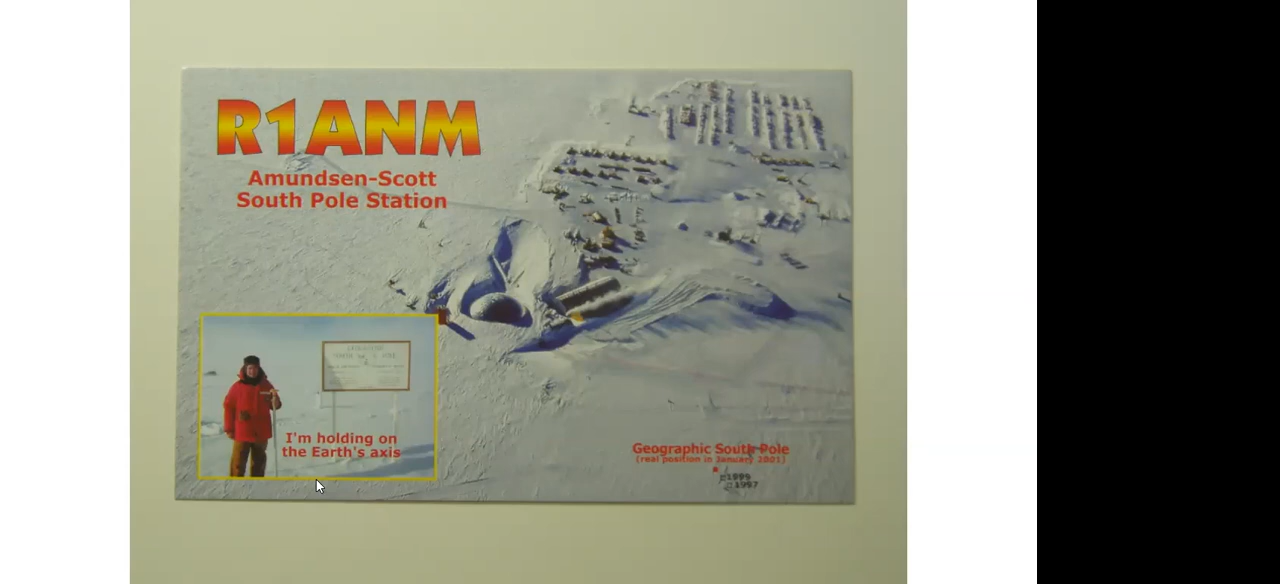 R1ANM
Amundsen-Scott
South Pole Station
I'm holding on
the Earth's axis
Geographic South Pole
(real position in January 2001)
1999
1997